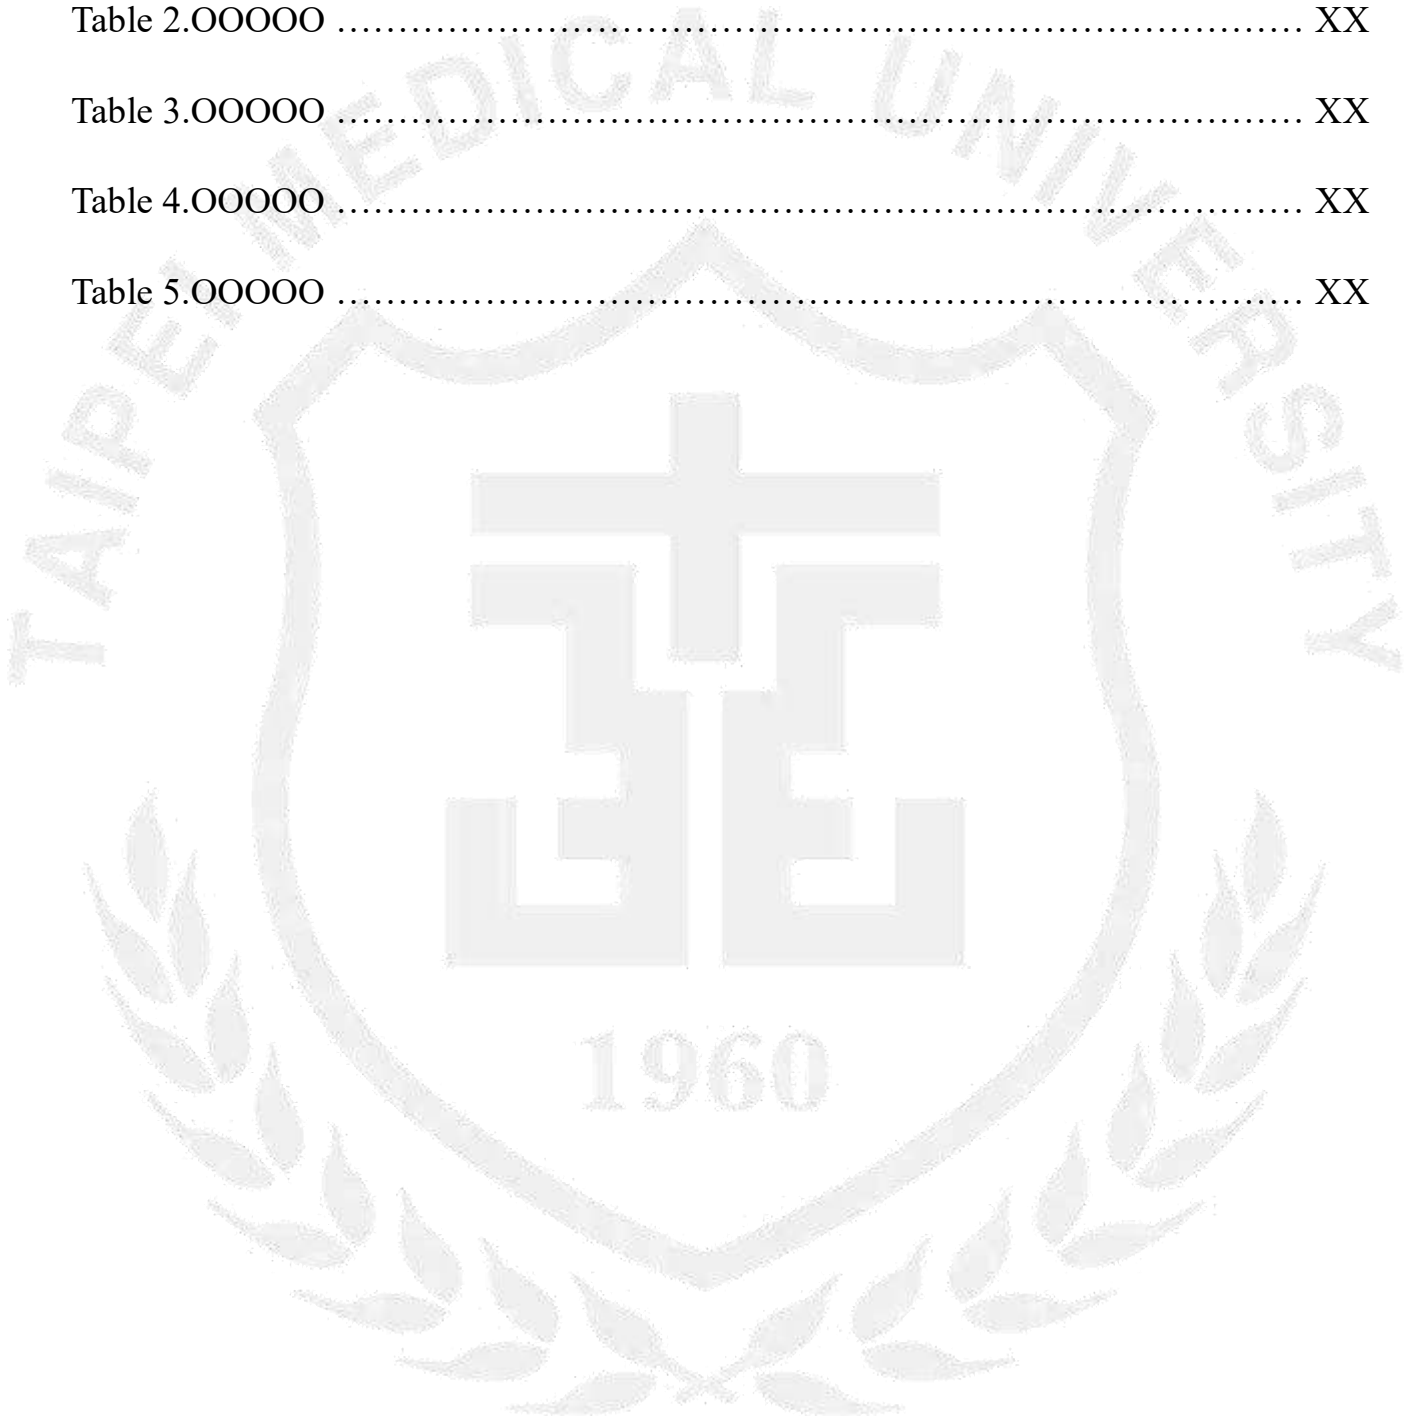 Table 2.OOOOO ………………………………………………………………… XX
Table 3.OOOOO ………………………………………………………………… XX
Table 4.OOOOO ………………………………………………………………… XX
Table 5.OOOOO ………………………………………………………………… XX
TAIPEI MEDICAL UNIVERSITY
1960